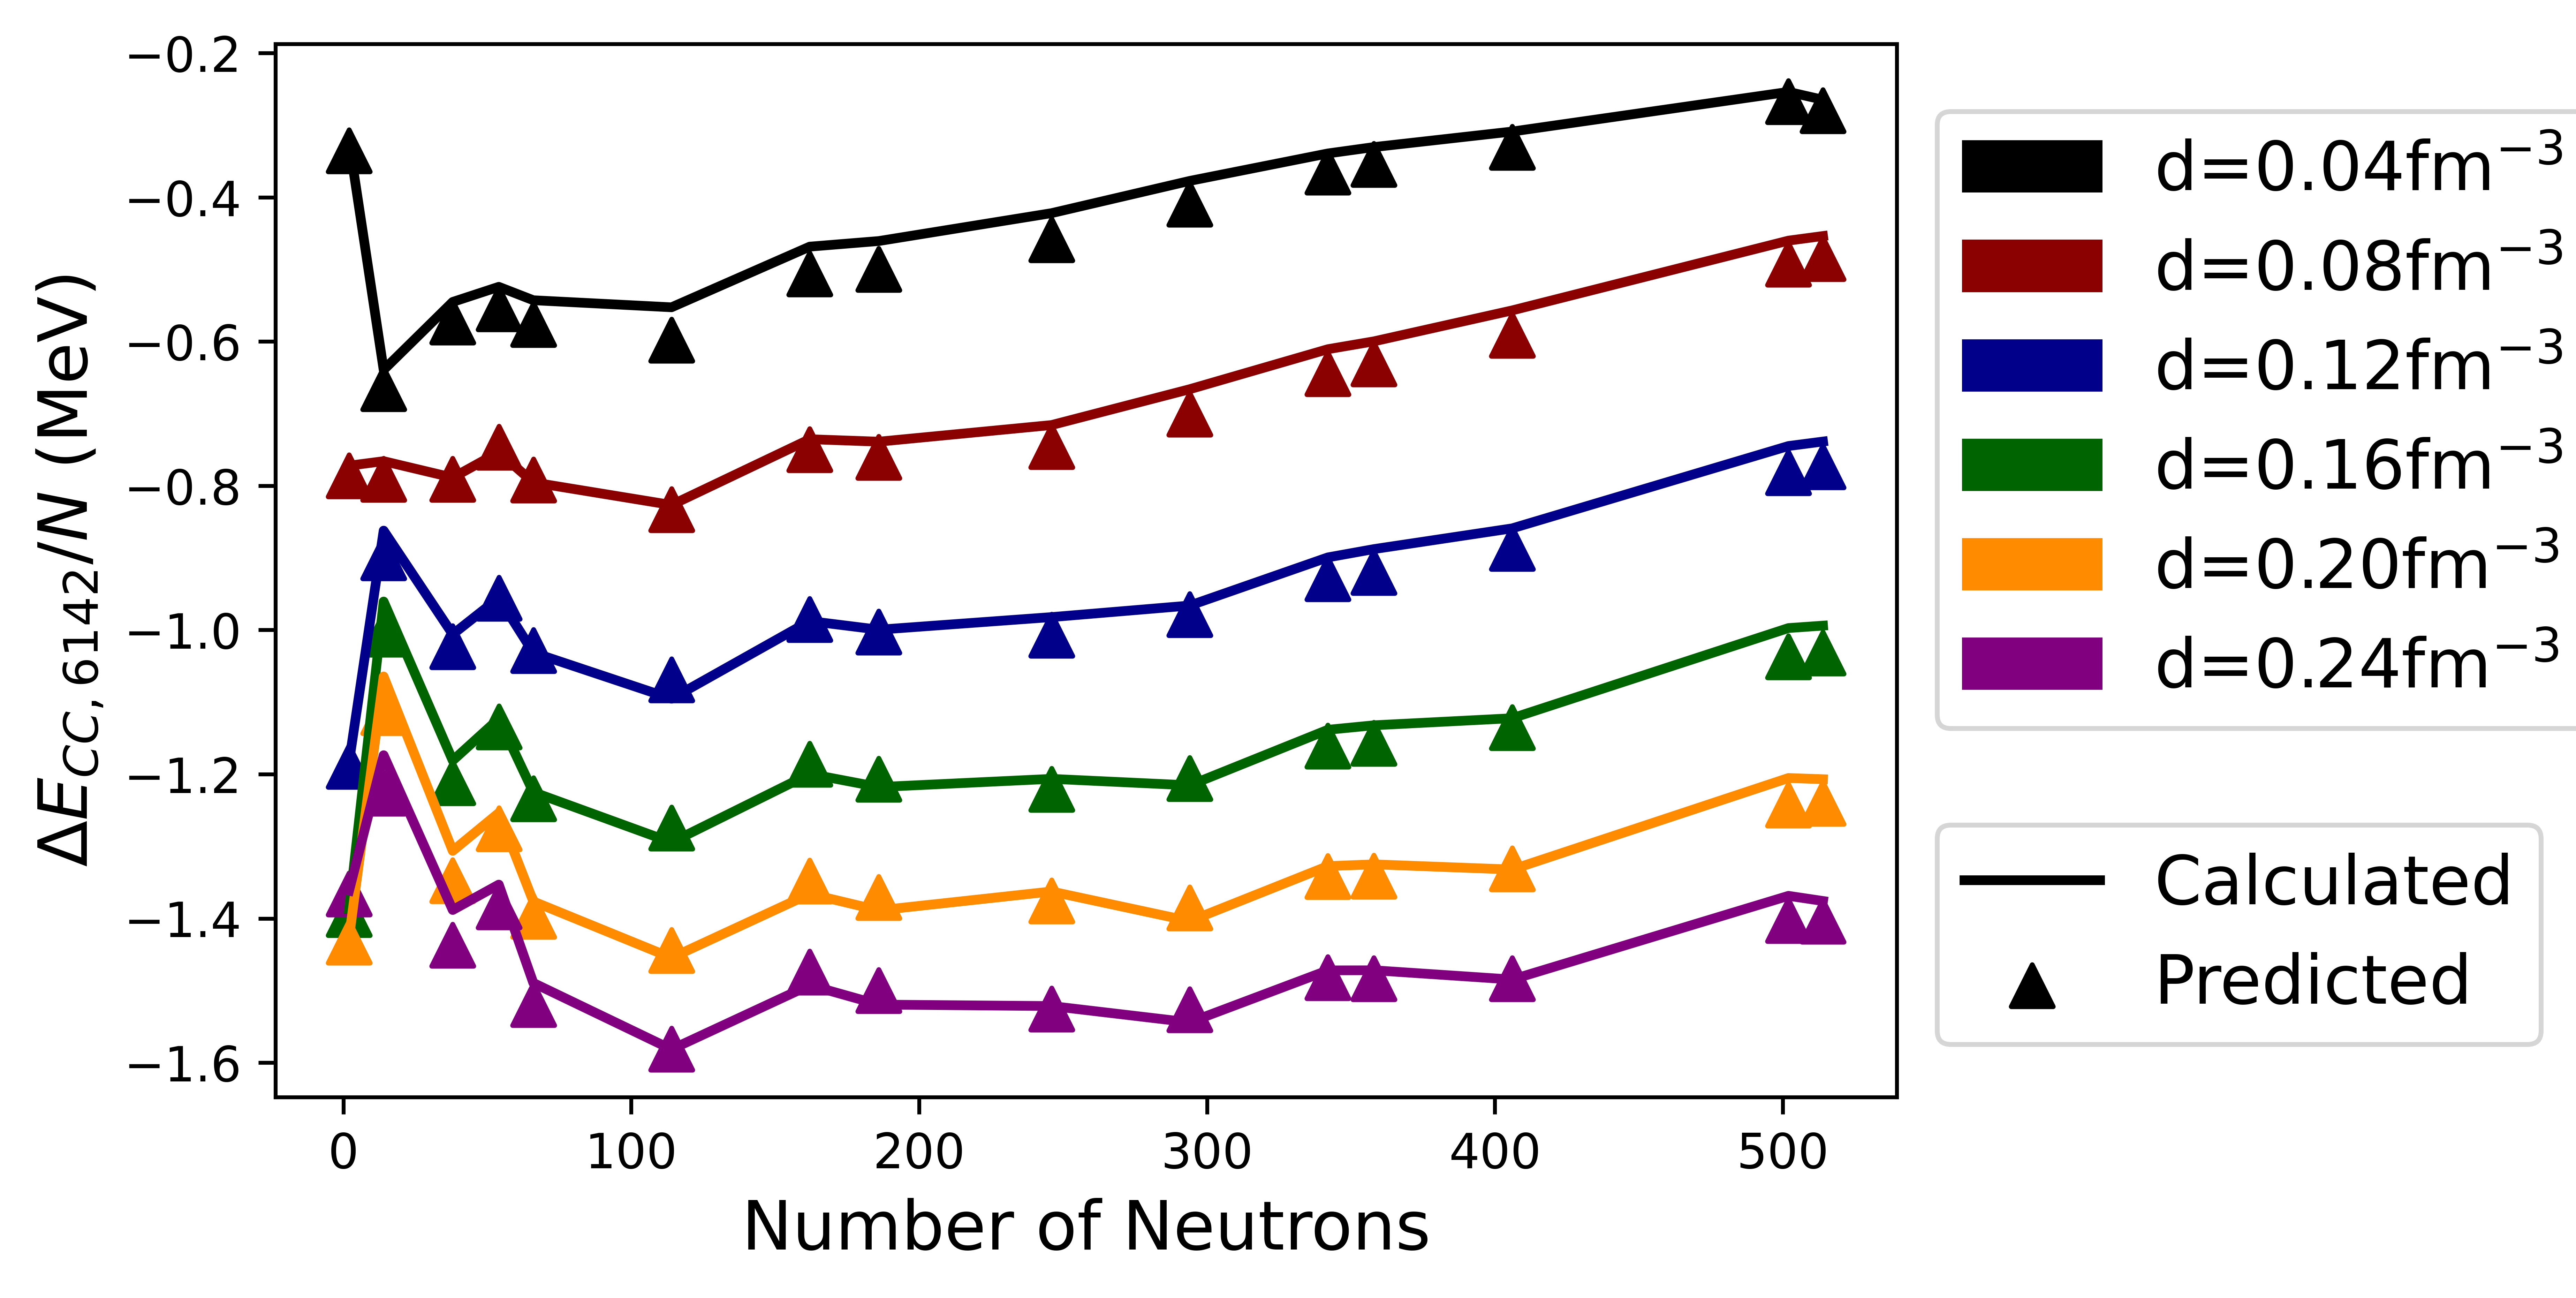 ΔE_{CC, 6142}/N (MeV)
−0.2
−0.4
−0.6
−0.8
−1.0
−1.2
−1.4
−1.6
0 100 200 300 400 500
Number of Neutrons
d=0.04fm⁻³
d=0.08fm⁻³
d=0.12fm⁻³
d=0.16fm⁻³
d=0.20fm⁻³
d=0.24fm⁻³
Calculated
Predicted